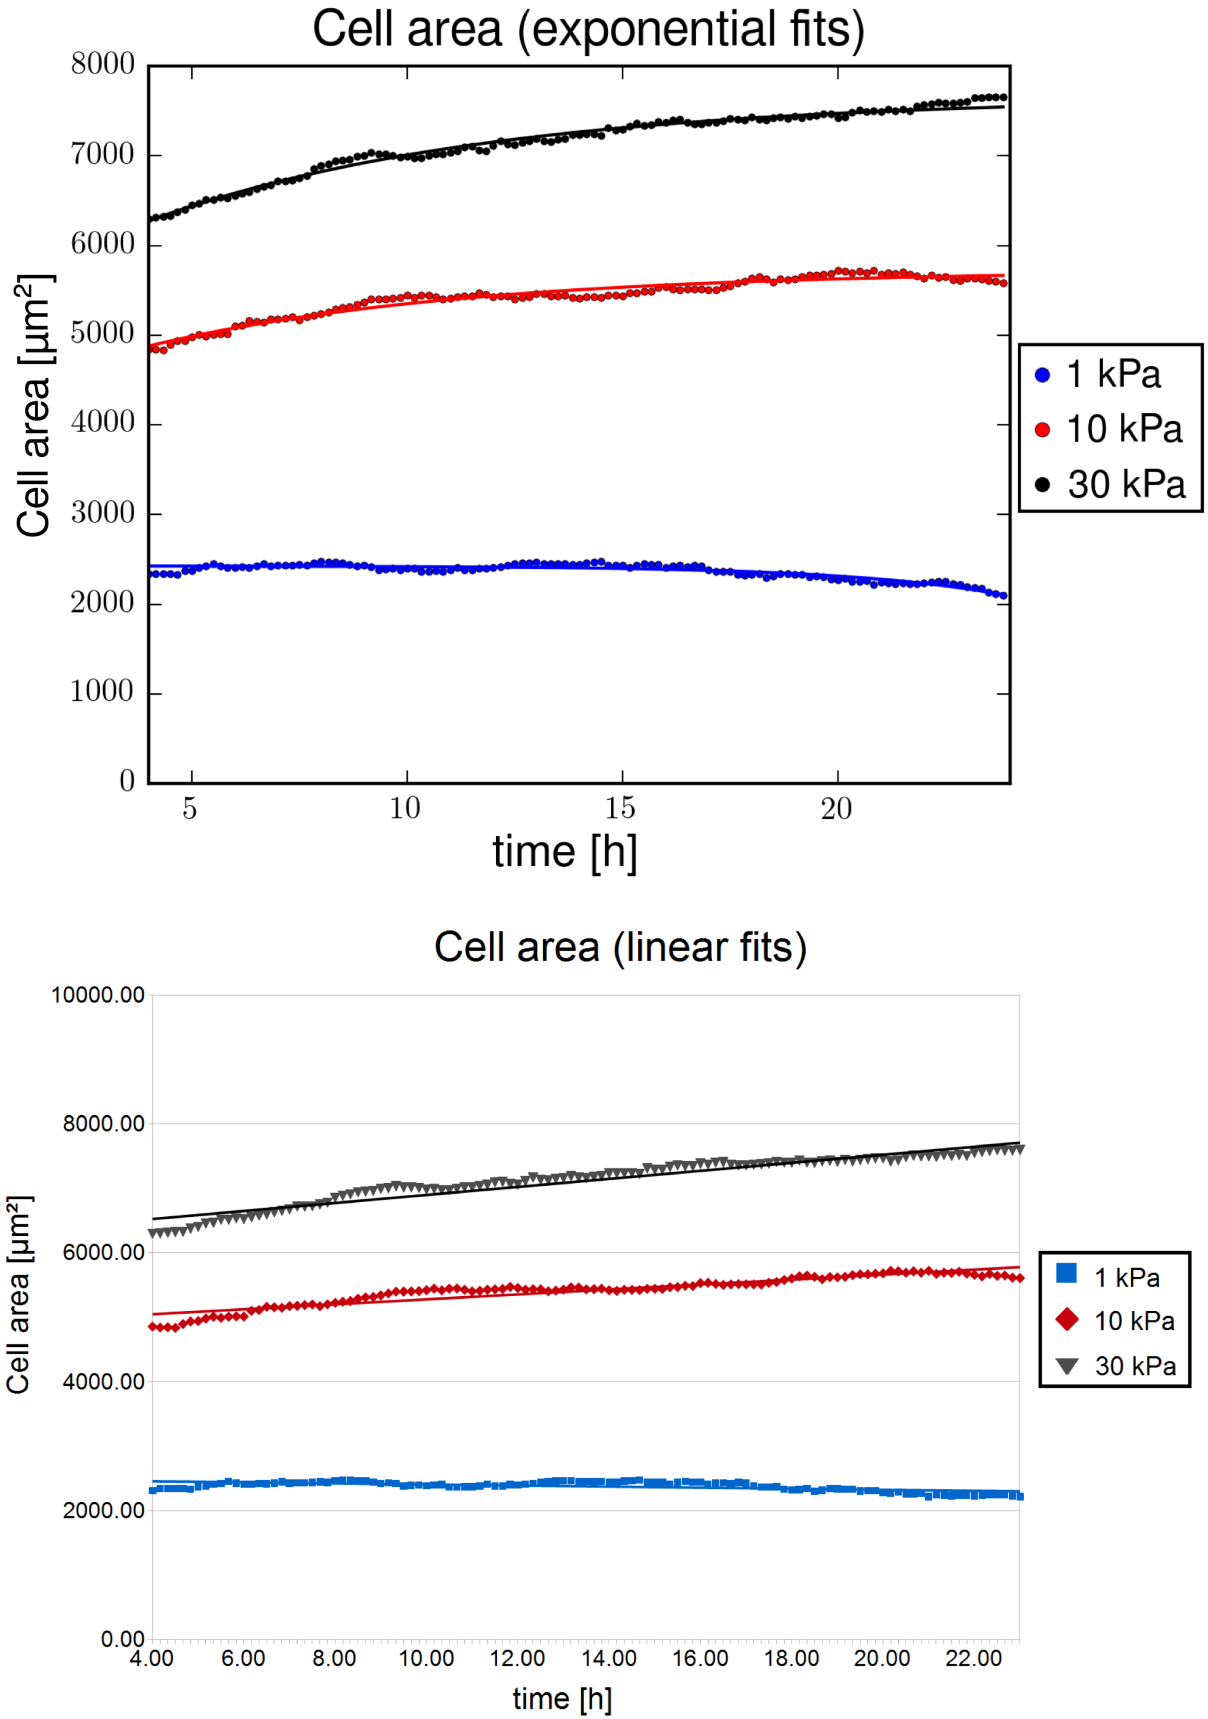 Cell area (exponential fits)
8000
7000
6000
5000
4000
3000
2000
1000
0
Cell area [µm²]
5 10 15 20
time [h]
1 kPa
10 kPa
30 kPa
Cell area (linear fits)
10000.00
8000.00
6000.00
4000.00
2000.00
0.00
Cell area [µm²]
4.00 6.00 8.00 10.00 12.00 14.00 16.00 18.00 20.00 22.00
time [h]
1 kPa
10 kPa
30 kPa